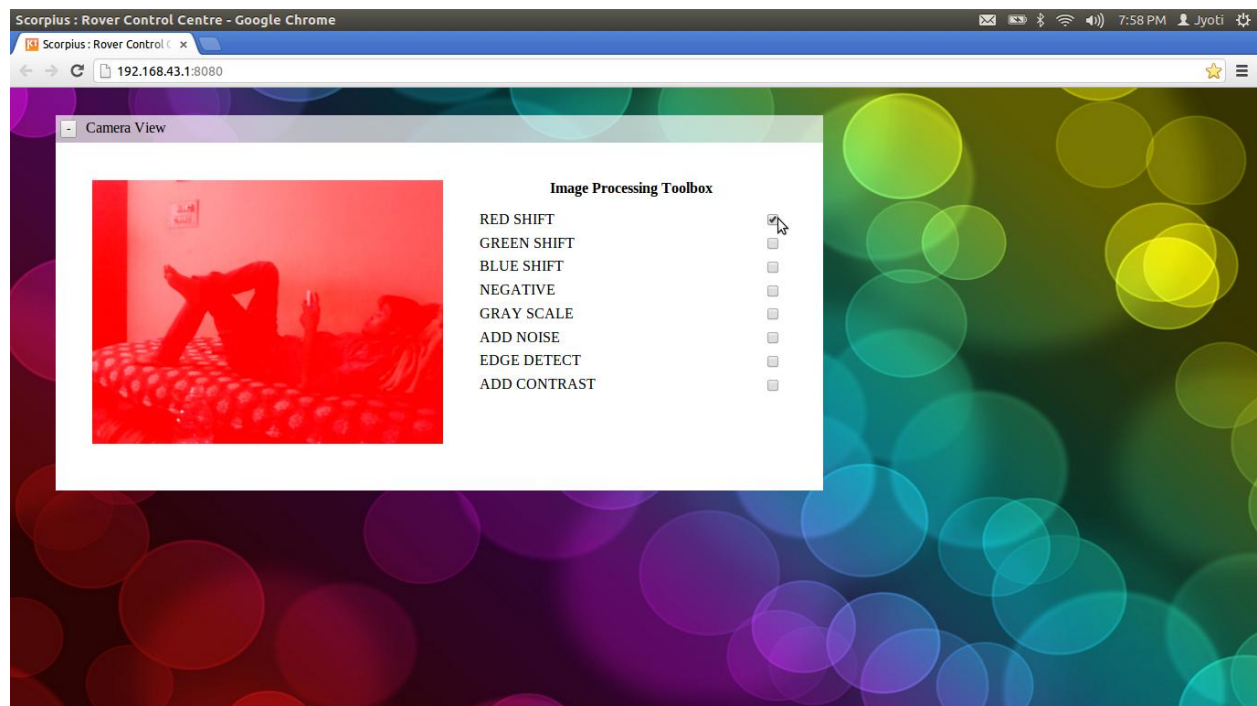 Scorpius : Rover Control Centre - Google Chrome
7:58 PM Jyoti
Scorpius : Rover Control C
192.168.43.1:8080
- Camera View
Image Processing Toolbox
RED SHIFT
GREEN SHIFT
BLUE SHIFT
NEGATIVE
GRAY SCALE
ADD NOISE
EDGE DETECT
ADD CONTRAST